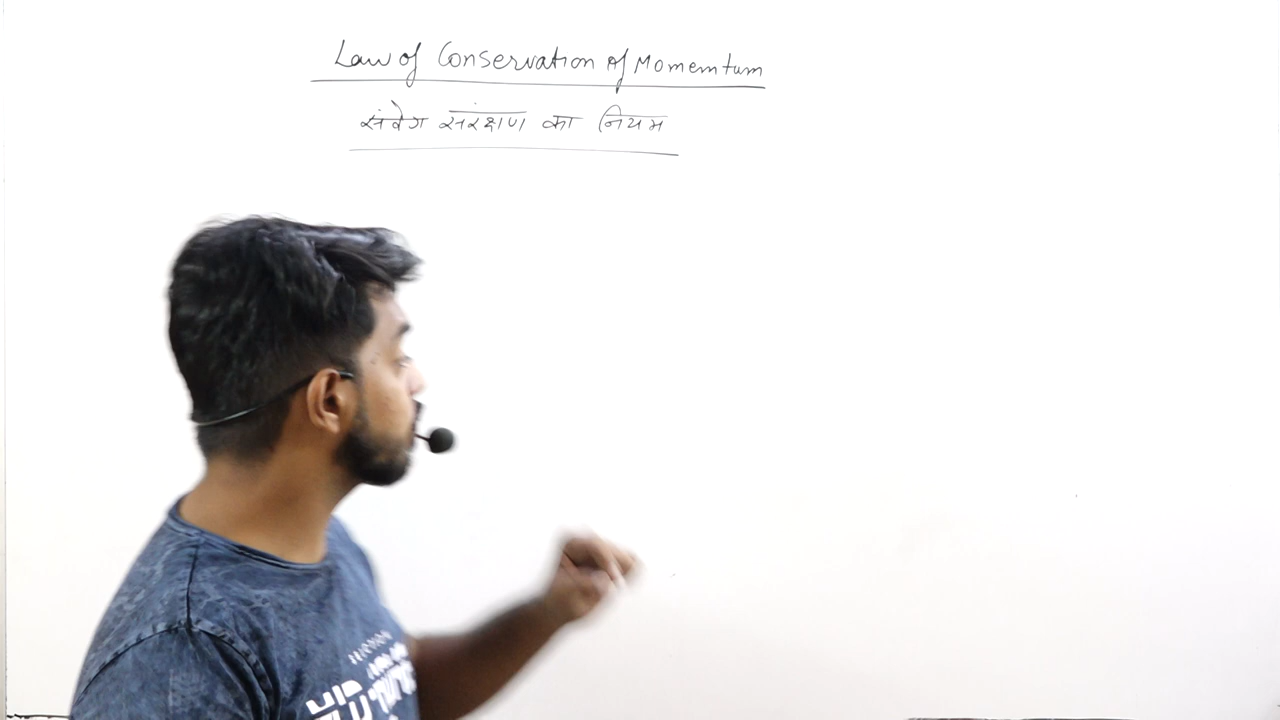 Law of Conservation of Momemtum
संवेग संरक्षण का नियम